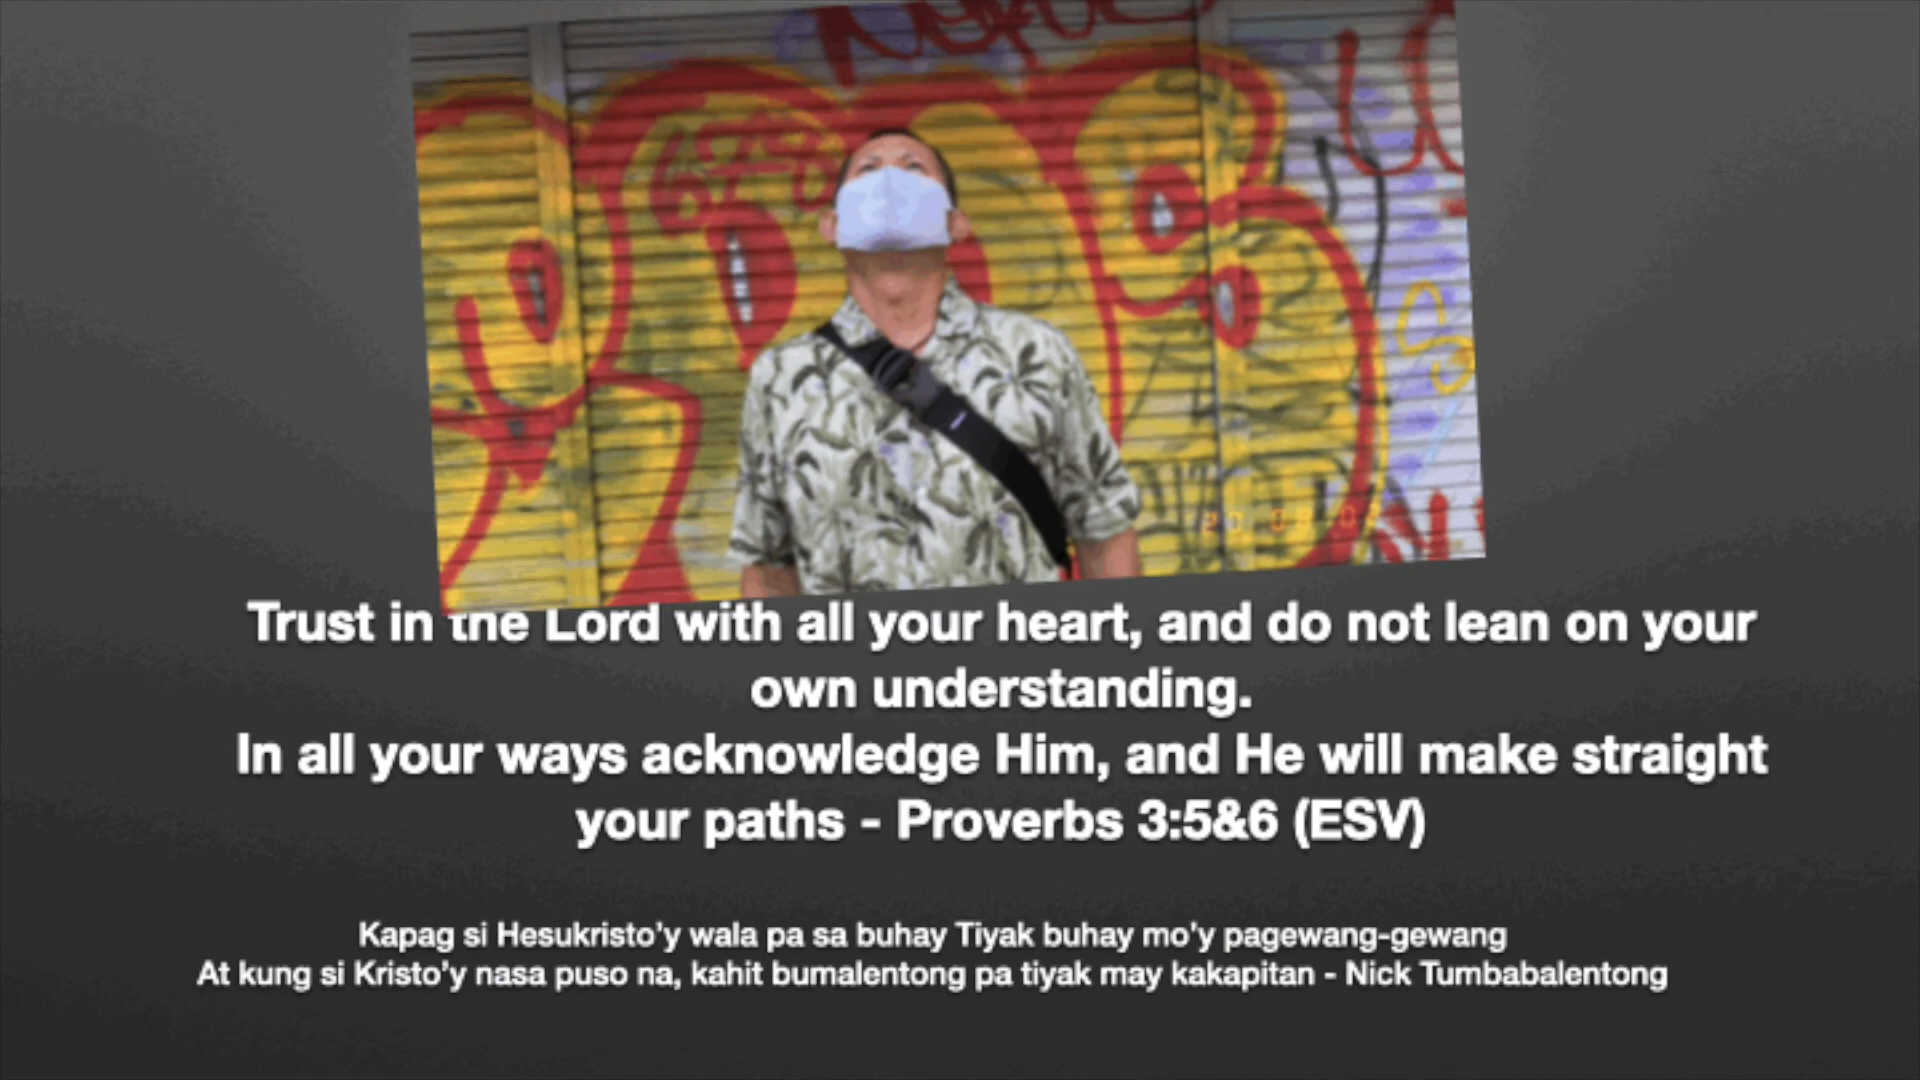 Trust in the Lord with all your heart, and do not lean on your
own understanding.
In all your ways acknowledge Him, and He will make straight
your paths - Proverbs 3:5&6 (ESV)
Kapag si Hesukristo'y wala pa sa buhay Tiyak buhay mo'y pagewang-gewang
At kung si Kristo'y nasa puso na, kahit bumalentong pa tiyak may kakapitan - Nick Tumbabalentong